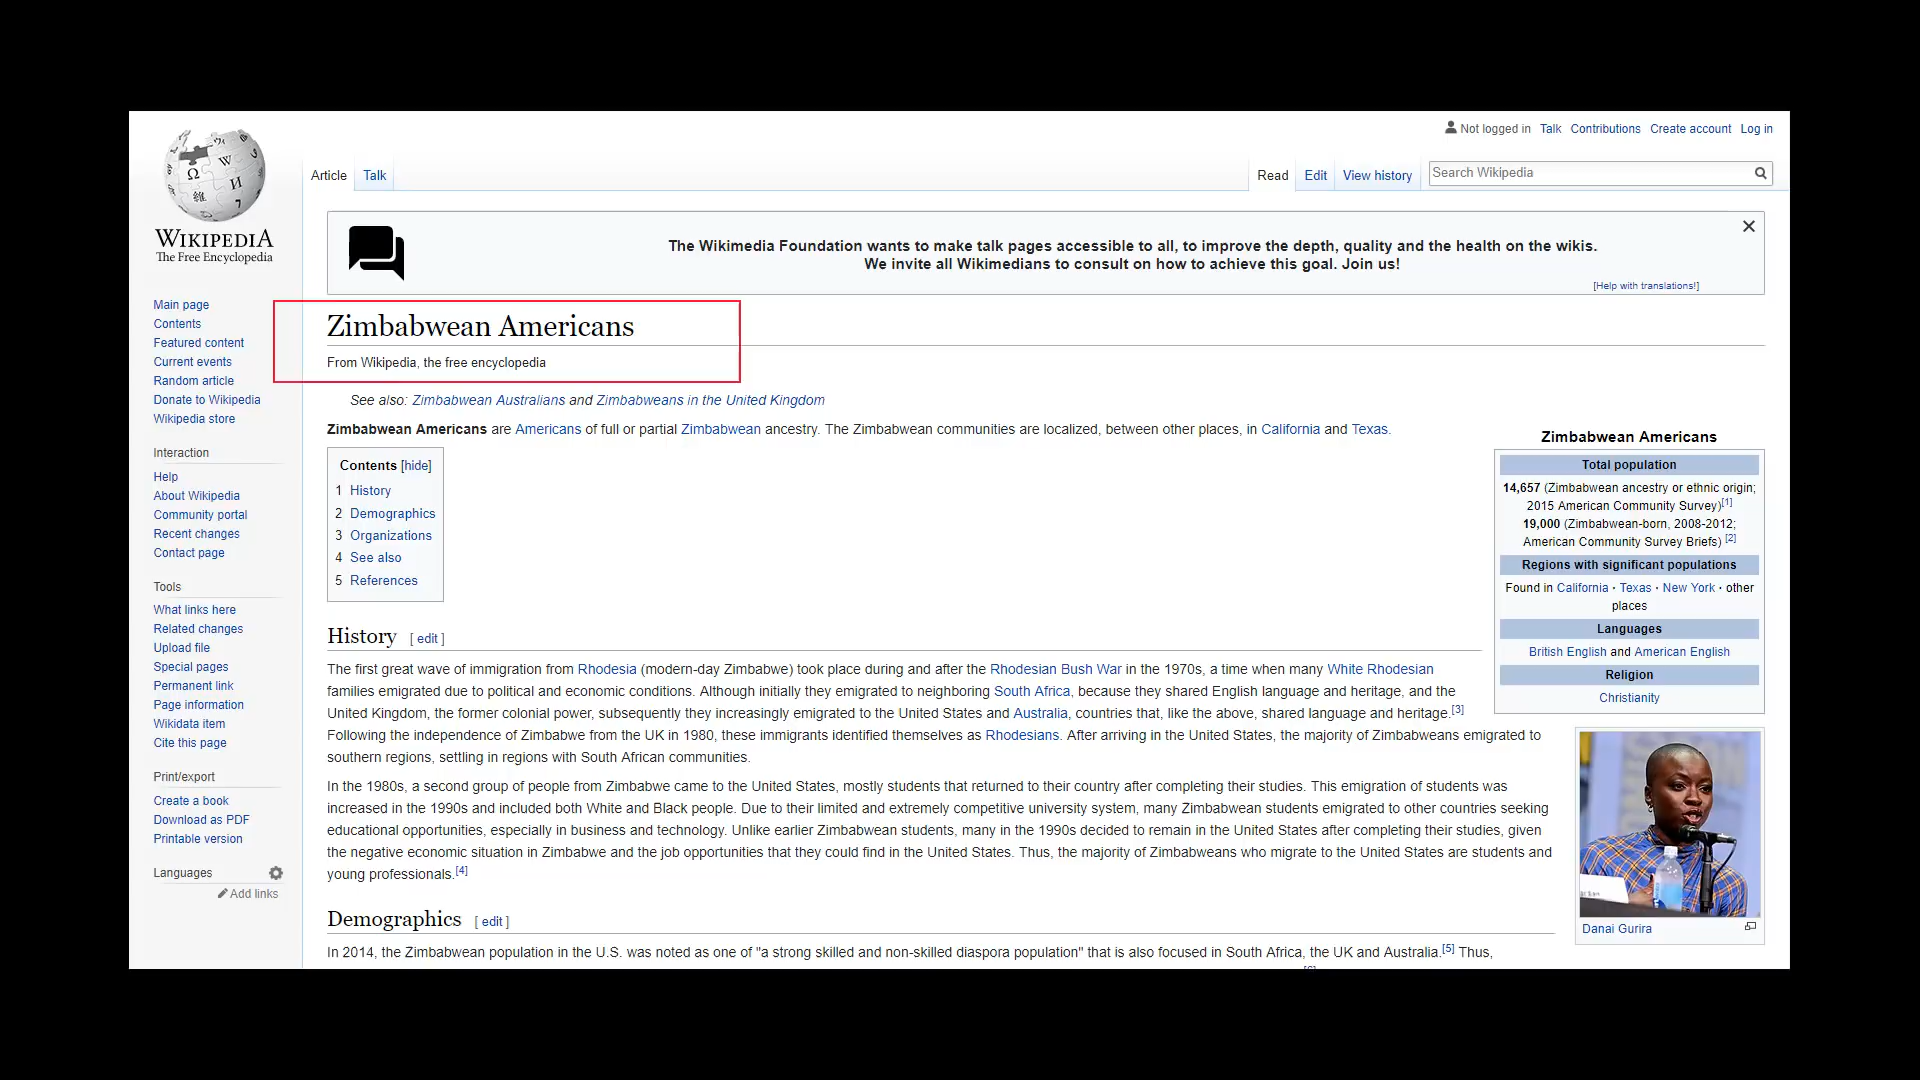 Not logged in Talk Contributions Create account Log in
Article Talk Read Edit View history Search Wikipedia
WIKIPEDIA
The Free Encyclopedia
Main page
Contents
Featured content
Current events
Random article
Donate to Wikipedia
Wikipedia store
Interaction
Help
About Wikipedia
Community portal
Recent changes
Contact page
Tools
What links here
Related changes
Upload file
Special pages
Permanent link
Page information
Wikidata item
Cite this page
Print/export
Create a book
Download as PDF
Printable version
Languages
Add links
The Wikimedia Foundation wants to make talk pages accessible to all, to improve the depth, quality and the health on the wikis.
We invite all Wikimedians to consult on how to achieve this goal. Join us!
[Help with translations!]
Zimbabwean Americans
From Wikipedia, the free encyclopedia
See also: Zimbabwean Australians and Zimbabweans in the United Kingdom
Zimbabwean Americans are Americans of full or partial Zimbabwean ancestry. The Zimbabwean communities are localized, between other places, in California and Texas.
Contents [hide]
1 History
2 Demographics
3 Organizations
4 See also
5 References
History [ edit ]
The first great wave of immigration from Rhodesia (modern-day Zimbabwe) took place during and after the Rhodesian Bush War in the 1970s, a time when many White Rhodesian
families emigrated due to political and economic conditions. Although initially they emigrated to neighboring South Africa, because they shared English language and heritage, and the
United Kingdom, the former colonial power, subsequently they increasingly emigrated to the United States and Australia, countries that, like the above, shared language and heritage.[3]
Following the independence of Zimbabwe from the UK in 1980, these immigrants identified themselves as Rhodesians. After arriving in the United States, the majority of Zimbabweans emigrated to
southern regions, settling in regions with South African communities.
In the 1980s, a second group of people from Zimbabwe came to the United States, mostly students that returned to their country after completing their studies. This emigration of students was
increased in the 1990s and included both White and Black people. Due to their limited and extremely competitive university system, many Zimbabwean students emigrated to other countries seeking
educational opportunities, especially in business and technology. Unlike earlier Zimbabwean students, many in the 1990s decided to remain in the United States after completing their studies, given
the negative economic situation in Zimbabwe and the job opportunities that they could find in the United States. Thus, the majority of Zimbabweans who migrate to the United States are students and
young professionals.[4]
Demographics [ edit ]
In 2014, the Zimbabwean population in the U.S. was noted as one of "a strong skilled and non-skilled diaspora population" that is also focused in South Africa, the UK and Australia.[5] Thus,
Zimbabwean Americans
Total population
14,657 (Zimbabwean ancestry or ethnic origin;
2015 American Community Survey)[1]
19,000 (Zimbabwean-born, 2008-2012;
American Community Survey Briefs) [2]
Regions with significant populations
Found in California · Texas · New York · other
places
Languages
British English and American English
Religion
Christianity
Danai Gurira